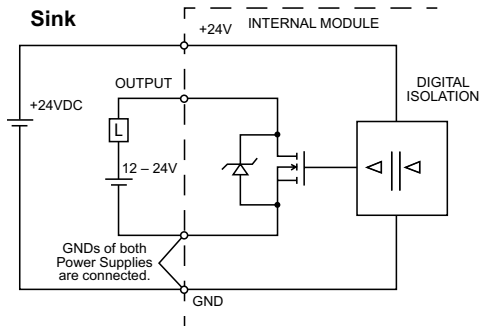 Sink
+24V
INTERNAL MODULE
OUTPUT
DIGITAL
ISOLATION
+24VDC
L
12 – 24V
GNDs of both
Power Supplies
are connected.
GND